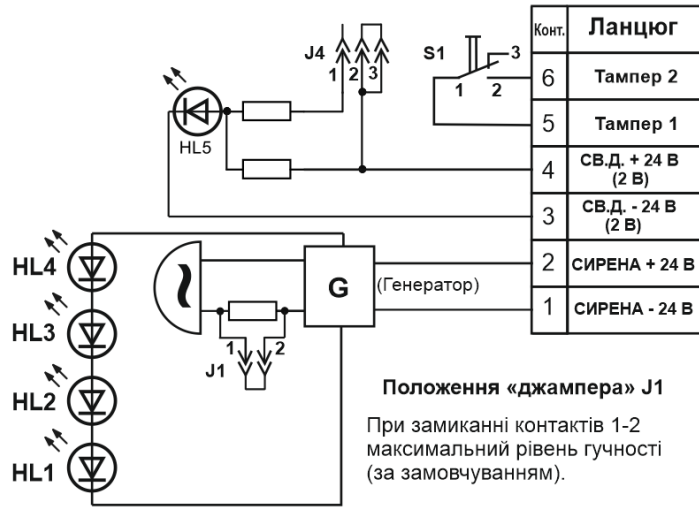 Конт. Ланцюг
6 Тампер 2
5 Тампер 1
4 СВ.Д. + 24 В
(2 В)
3 СВ.Д. - 24 В
(2 В)
2 СИРЕНА + 24 В
1 СИРЕНА - 24 В
J4
1 2 3
S1
3
1 2
HL5
HL4
HL3
HL2
HL1
G
(Генератор)
1 2
J1
Положення «джампера» J1
При замиканні контактів 1-2
максимальний рівень гучності
(за замовчуванням).